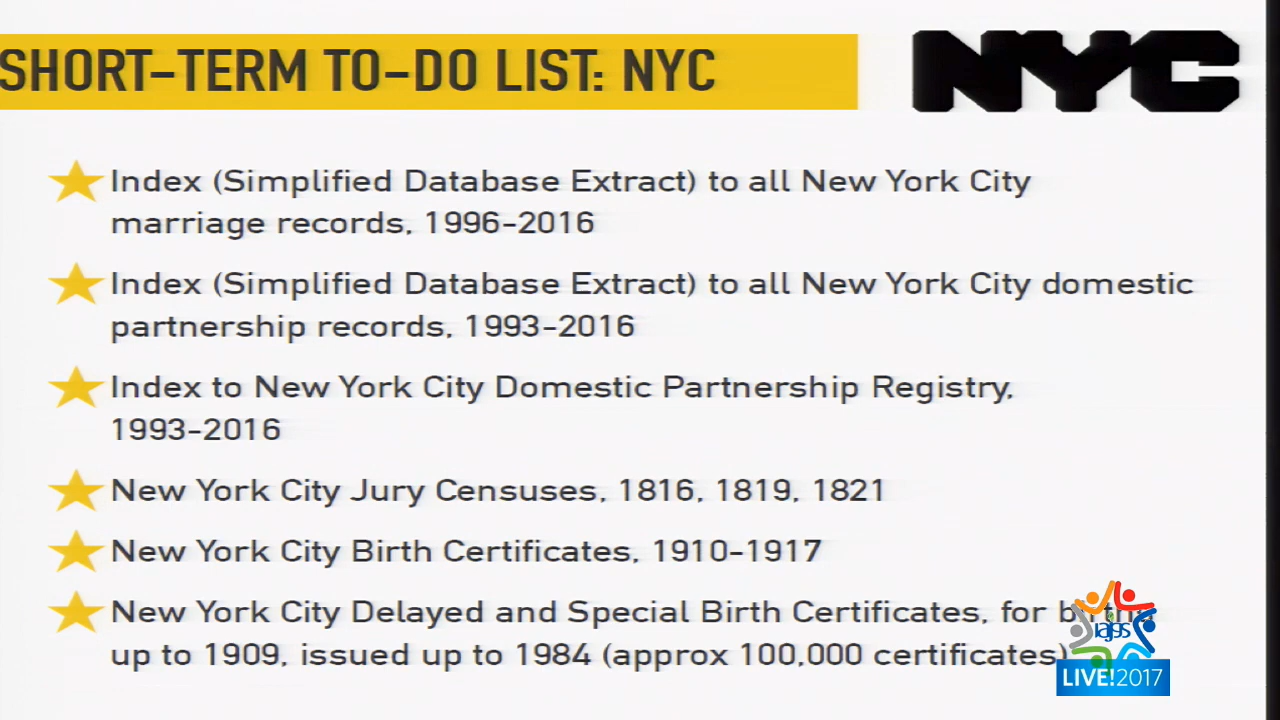 SHORT-TERM TO-DO LIST: NYC
NYC
Index (Simplified Database Extract) to all New York City
marriage records, 1996-2016
Index (Simplified Database Extract) to all New York City domestic
partnership records, 1993-2016
Index to New York City Domestic Partnership Registry,
1993-2016
New York City Jury Censuses, 1816, 1819, 1821
New York City Birth Certificates, 1910-1917
New York City Delayed and Special Birth Certificates, for births
up to 1909, issued up to 1984 (approx 100,000 certificates)
iajgs
LIVE!2017